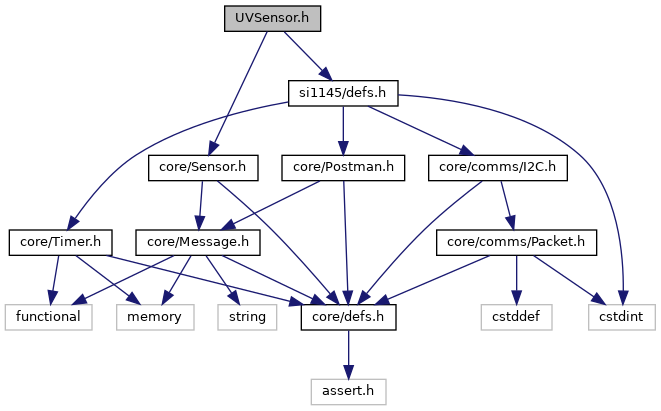 UVSensor.h
si1145/defs.h
core/Sensor.h
core/Postman.h
core/comms/I2C.h
core/Timer.h
core/Message.h
core/comms/Packet.h
functional
memory
string
core/defs.h
cstddef
cstdint
assert.h